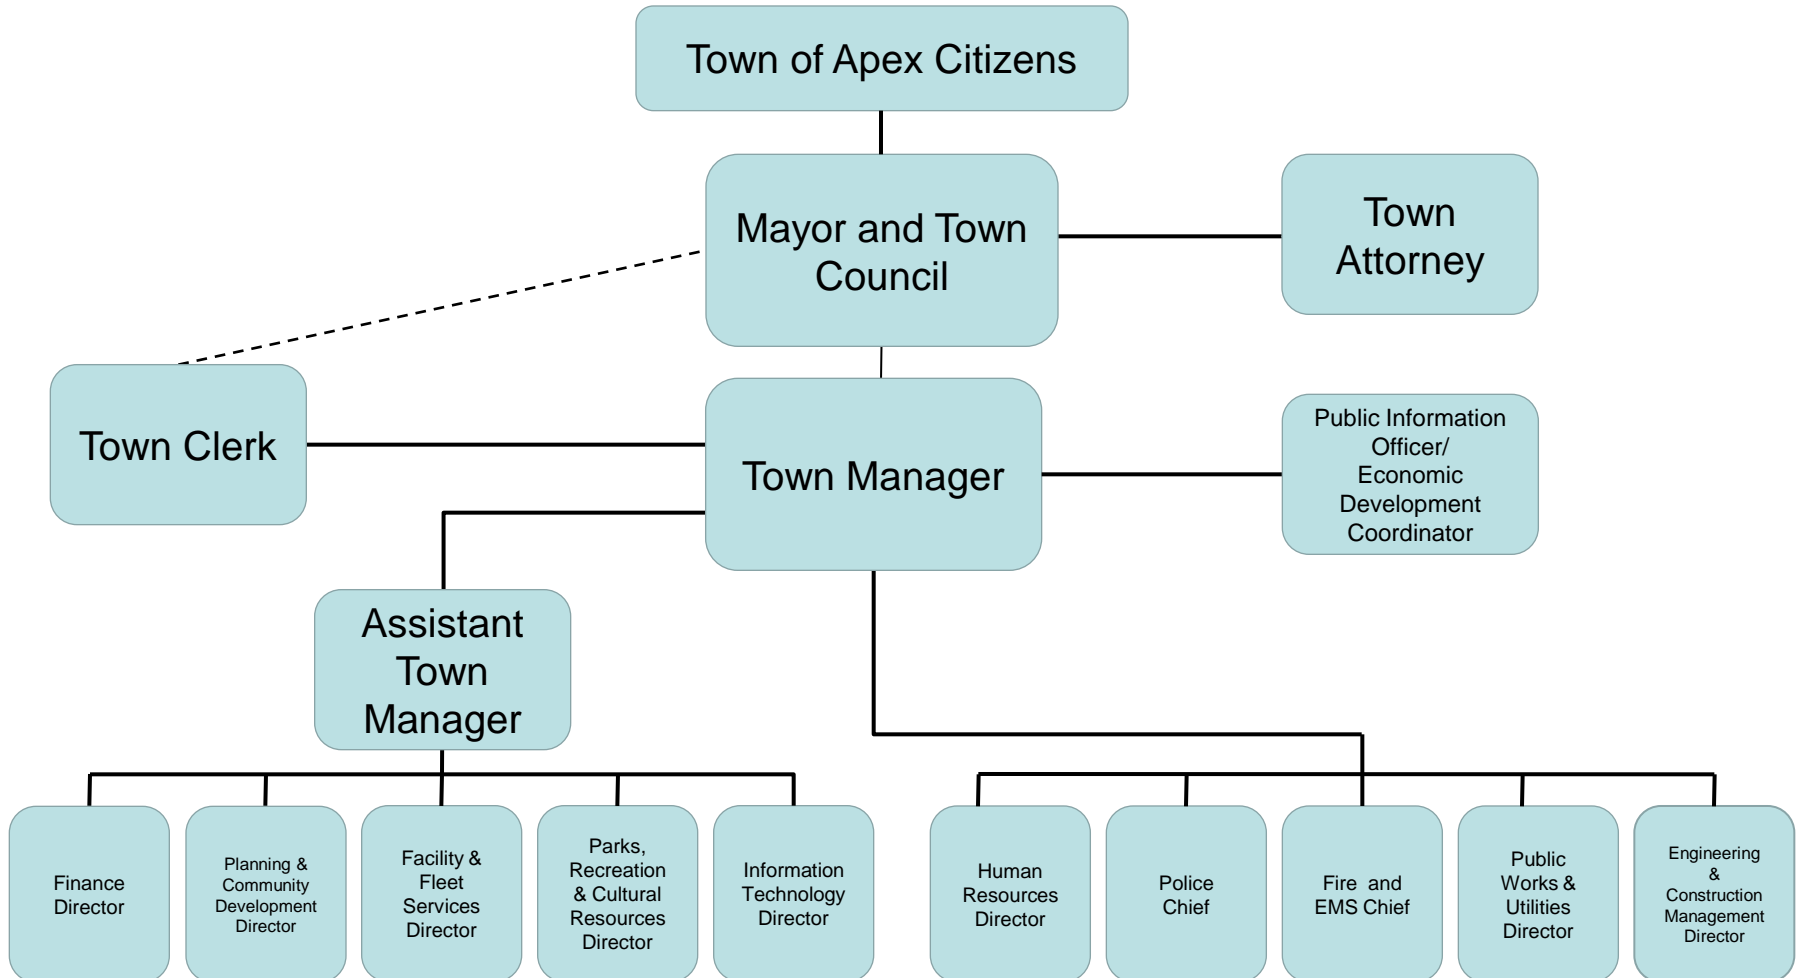 Town of Apex Citizens
Mayor and Town
Council
Town
Attorney
Town Clerk
Town Manager
Public Information
Officer/
Economic
Development
Coordinator
Assistant
Town
Manager
Finance
Director
Planning &
Community
Development
Director
Facility &
Fleet
Services
Director
Parks,
Recreation
& Cultural
Resources
Director
Information
Technology
Director
Human
Resources
Director
Police
Chief
Fire and
EMS Chief
Public
Works &
Utilities
Director
Engineering
&
Construction
Management
Director